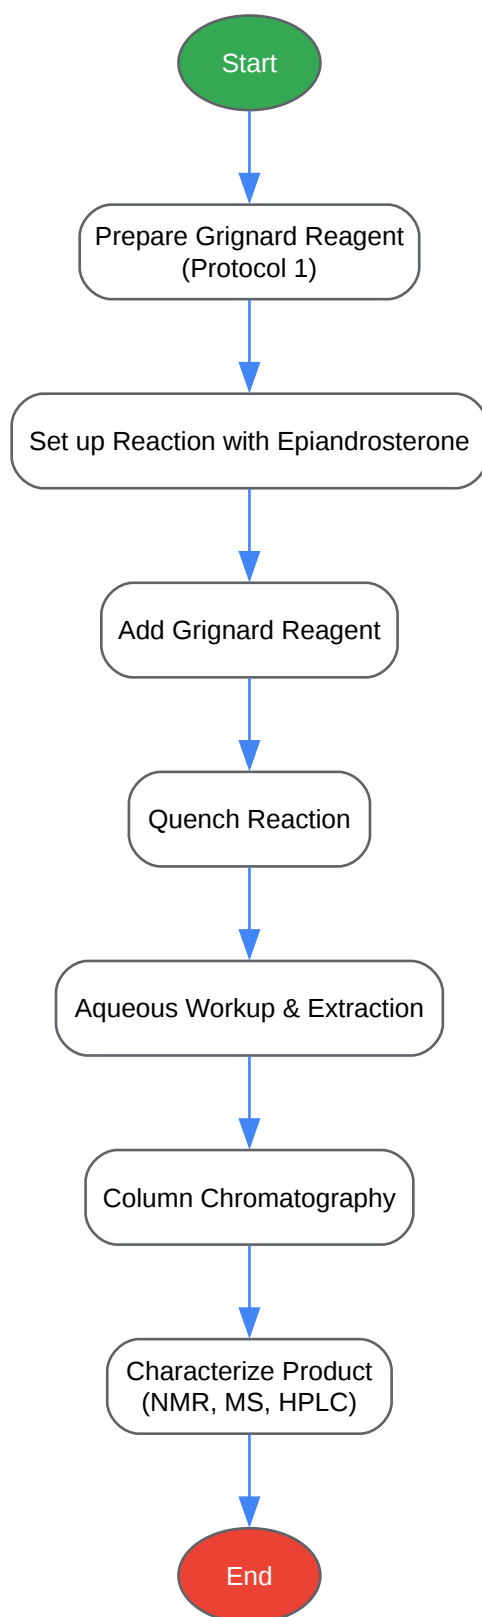 Start
Prepare Grignard Reagent
(Protocol 1)
Set up Reaction with Epiandrosterone
Add Grignard Reagent
Quench Reaction
Aqueous Workup & Extraction
Column Chromatography
Characterize Product
(NMR, MS, HPLC)
End